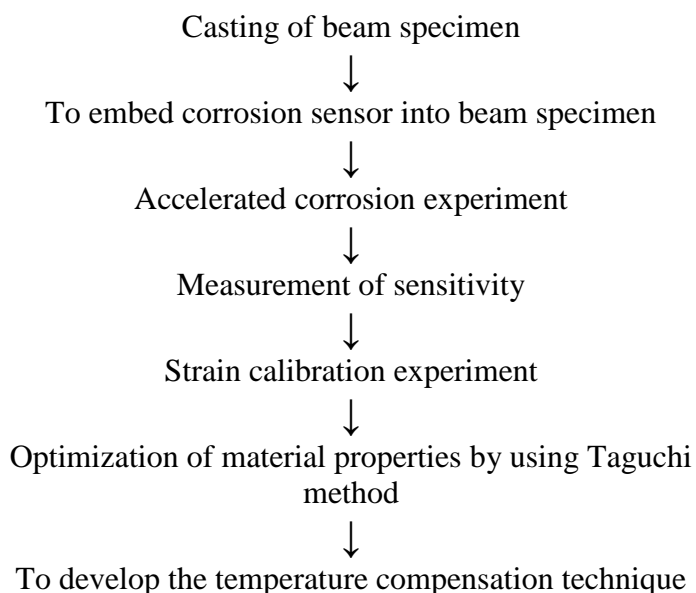 Casting of beam specimen
To embed corrosion sensor into beam specimen
Accelerated corrosion experiment
Measurement of sensitivity
Strain calibration experiment
Optimization of material properties by using Taguchi
method
To develop the temperature compensation technique